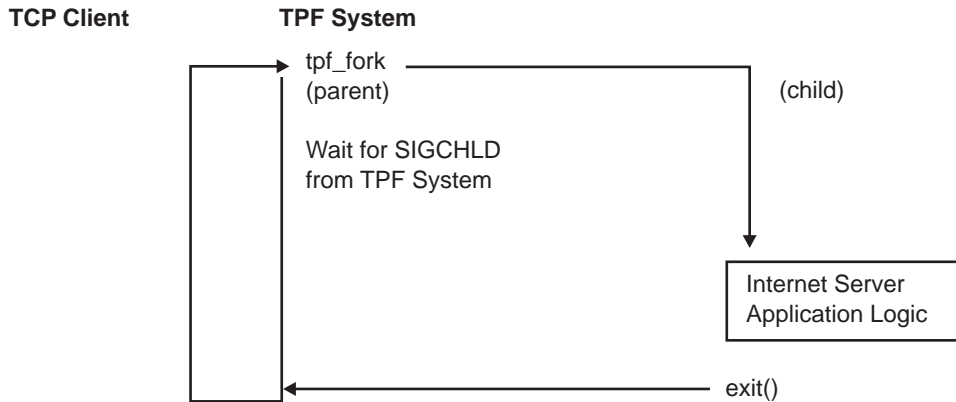 TCP Client
TPF System
tpf_fork
(parent)
(child)
Wait for SIGCHLD
from TPF System
Internet Server
Application Logic
exit()